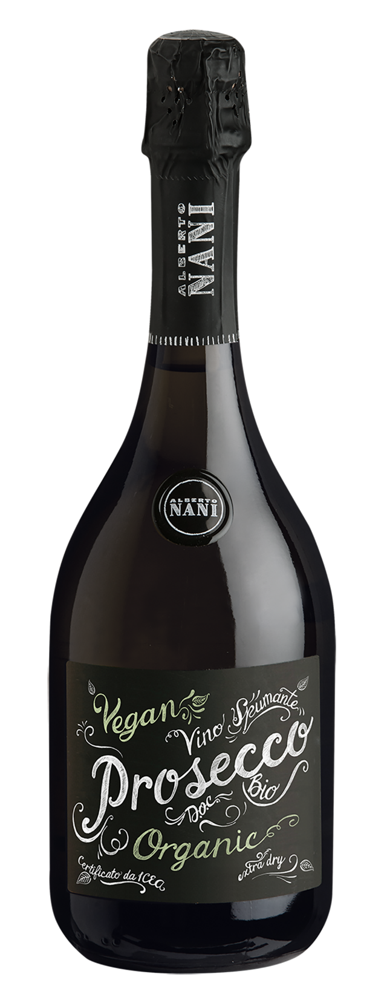 ALBERTO
NANI
ALBERTO
NANI
Vegan
Vino Spumante
Prosecco
D.O.C.
Bio
Organic
Certificato da ICEA
extra dry